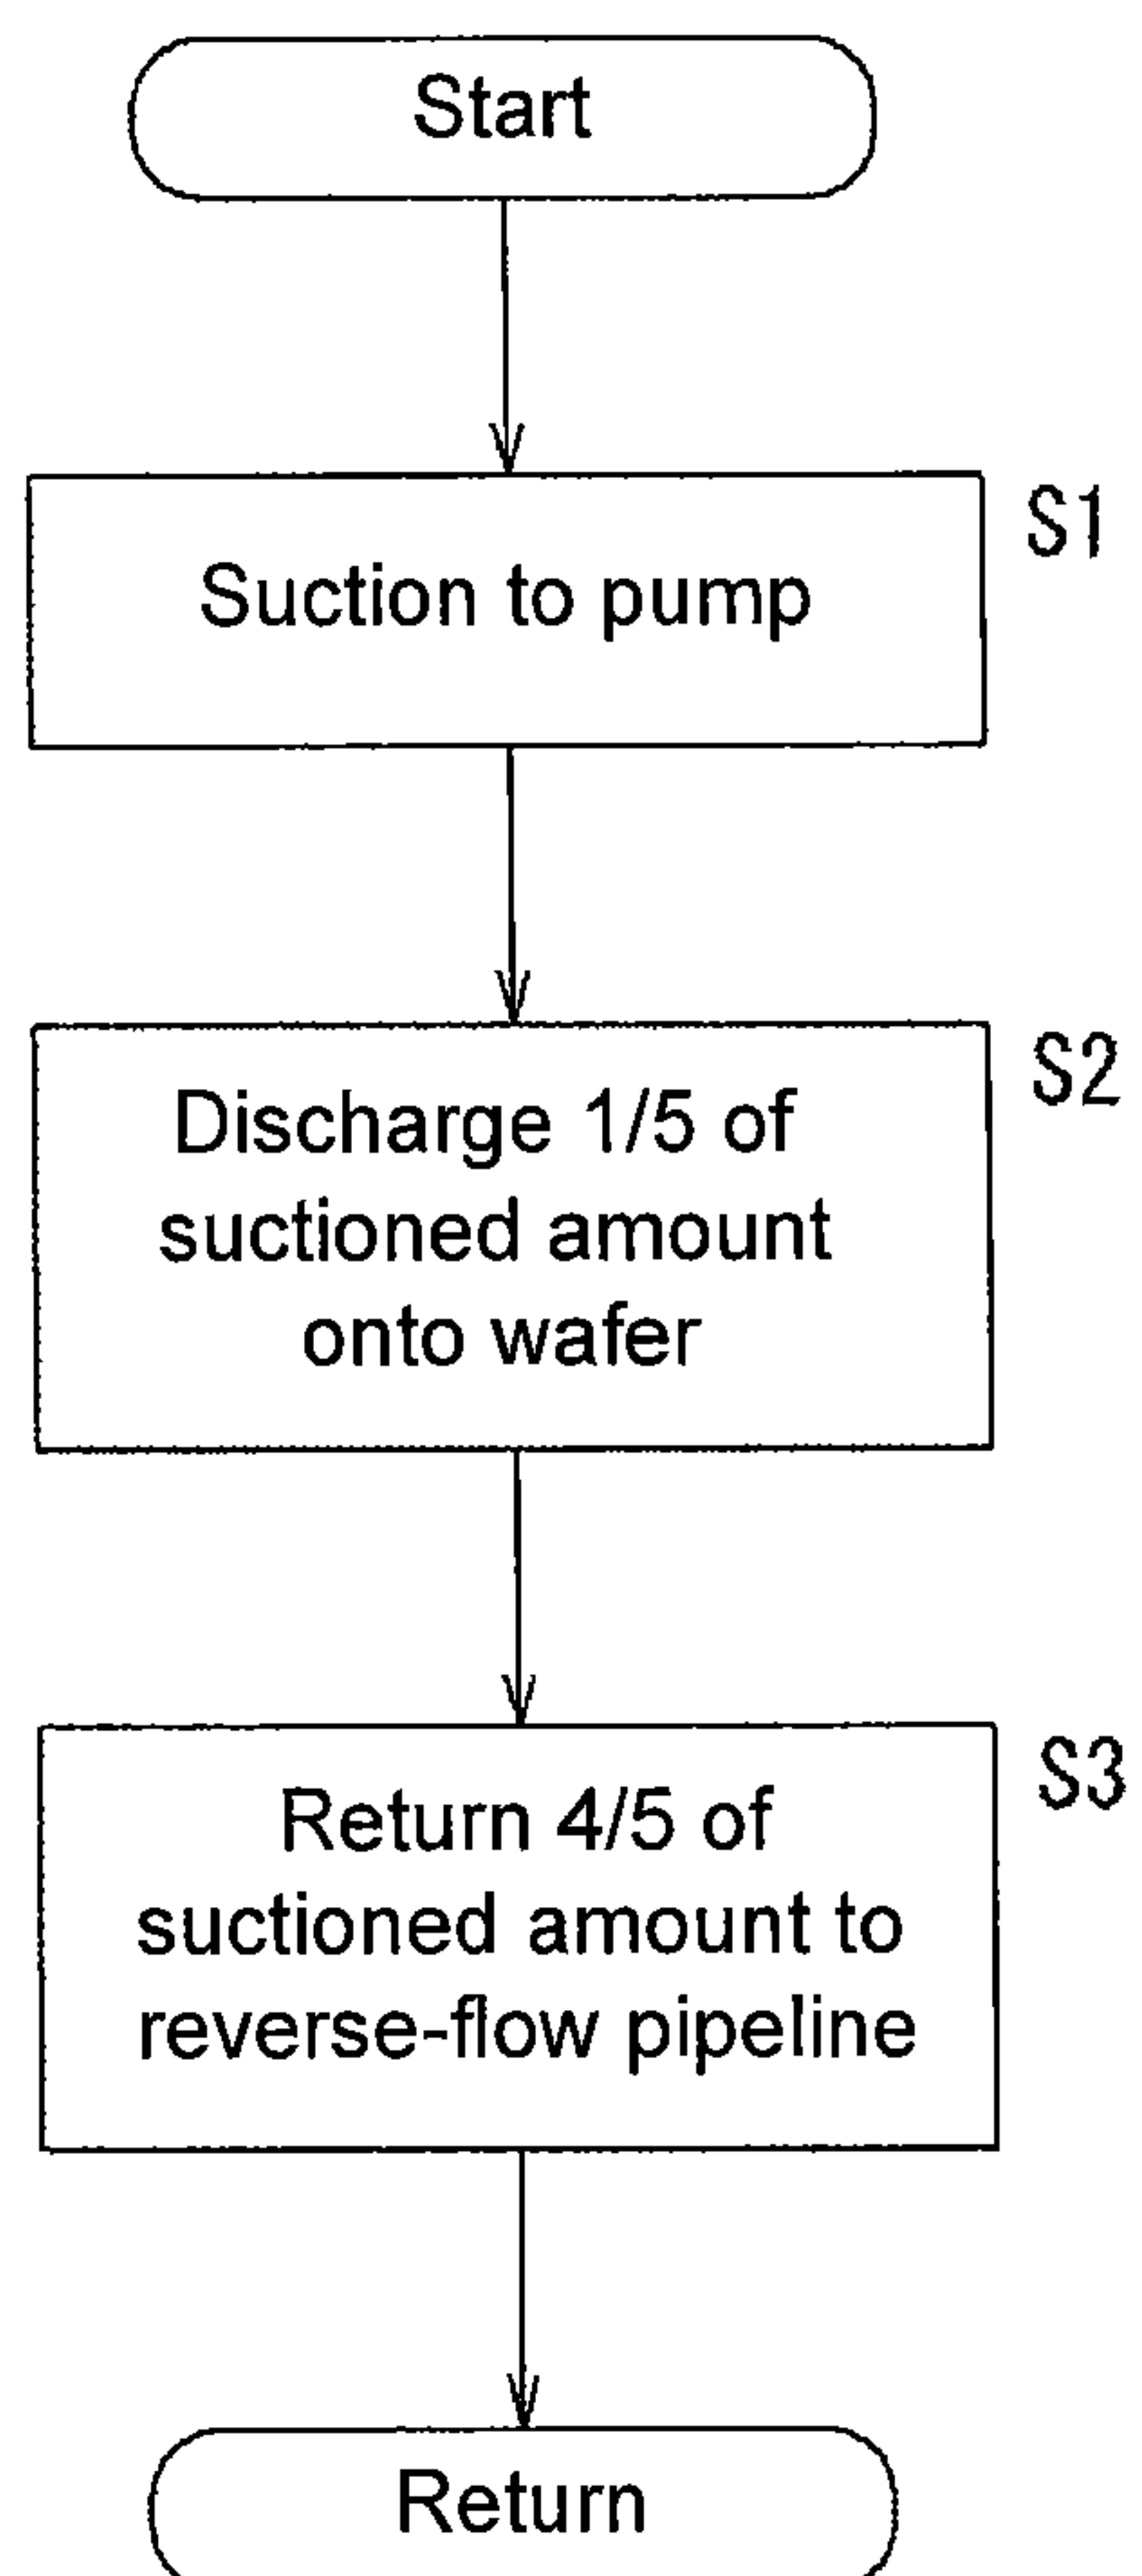 Start
S1
Suction to pump
S2
Discharge 1/5 of
suctioned amount
onto wafer
S3
Return 4/5 of
suctioned amount to
reverse-flow pipeline
Return